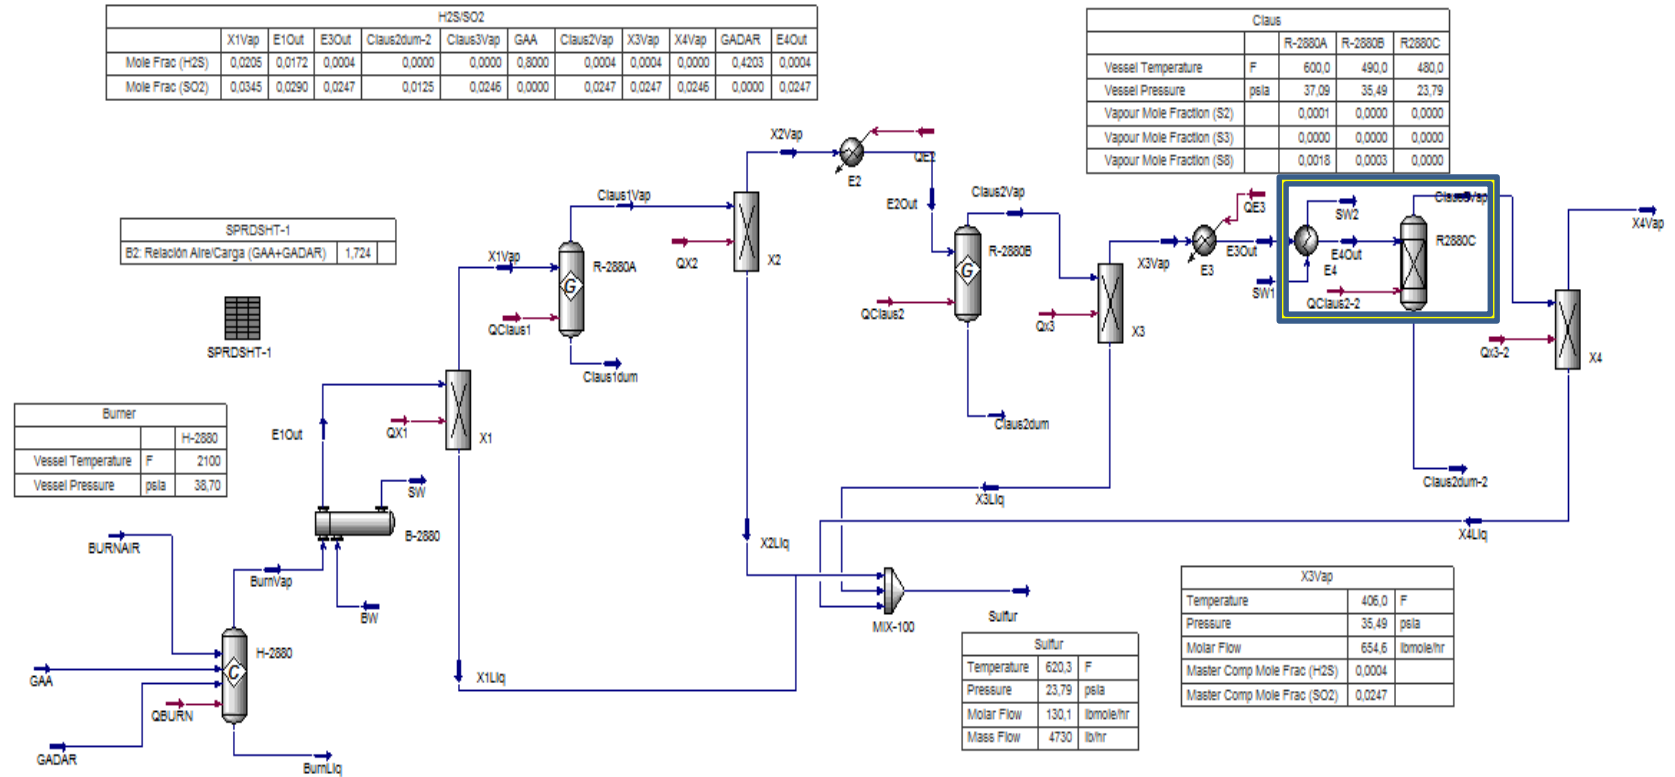 H2S/SO2
X1Vap E1Out E3Out Claus2dum-2 Claus3Vap GAA Claus2Vap X3Vap X4Vap GADAR E4Out
Mole Frac (H2S) 0,0205 0,0172 0,0004 0,0000 0,0000 0,8000 0,0004 0,0004 0,0000 0,4203 0,0004
Mole Frac (SO2) 0,0345 0,0290 0,0247 0,0125 0,0246 0,0000 0,0247 0,0247 0,0246 0,0000 0,0247
Claus
R-2880A R-2880B R2880C
Vessel Temperature F 600,0 490,0 480,0
Vessel Pressure psia 37,09 35,49 23,79
Vapour Mole Fraction (S2) 0,0001 0,0000 0,0000
Vapour Mole Fraction (S3) 0,0000 0,0000 0,0000
Vapour Mole Fraction (S8) 0,0018 0,0003 0,0000
X2Vap
QE2
E2
Claus1Vap
E2Out
Claus2Vap
QE3
SW2
Claus3Vap
X4Vap
SPRDSHT-1
B2: Relación Aire/Carga (GAA+GADAR) 1,724
X1Vap
R-2880A
G
QX2
X2
R-2880B
G
X3Vap
E3
E3Out
E4Out
E4
R2880C
SW1
QClaus2-2
QClaus1
QClaus2
Qx3
X3
Qx3-2
X4
SPRDSHT-1
Claus1dum
Burner
H-2880
Vessel Temperature F 2100
Vessel Pressure psia 38,70
E1Out
QX1
X1
Claus2dum
SW
X3Liq
Claus2dum-2
B-2880
BURNAIR
X2Liq
X4Liq
BurnVap
BW
MIX-100
Sulfur
H-2880
C
GAA
X1Liq
QBURN
GADAR
BurnLiq
Sulfur
Temperature 620,3 F
Pressure 23,79 psia
Molar Flow 130,1 lbmole/hr
Mass Flow 4730 lb/hr
X3Vap
Temperature 406,0 F
Pressure 35,49 psia
Molar Flow 654,6 lbmole/hr
Master Comp Mole Frac (H2S) 0,0004
Master Comp Mole Frac (SO2) 0,0247